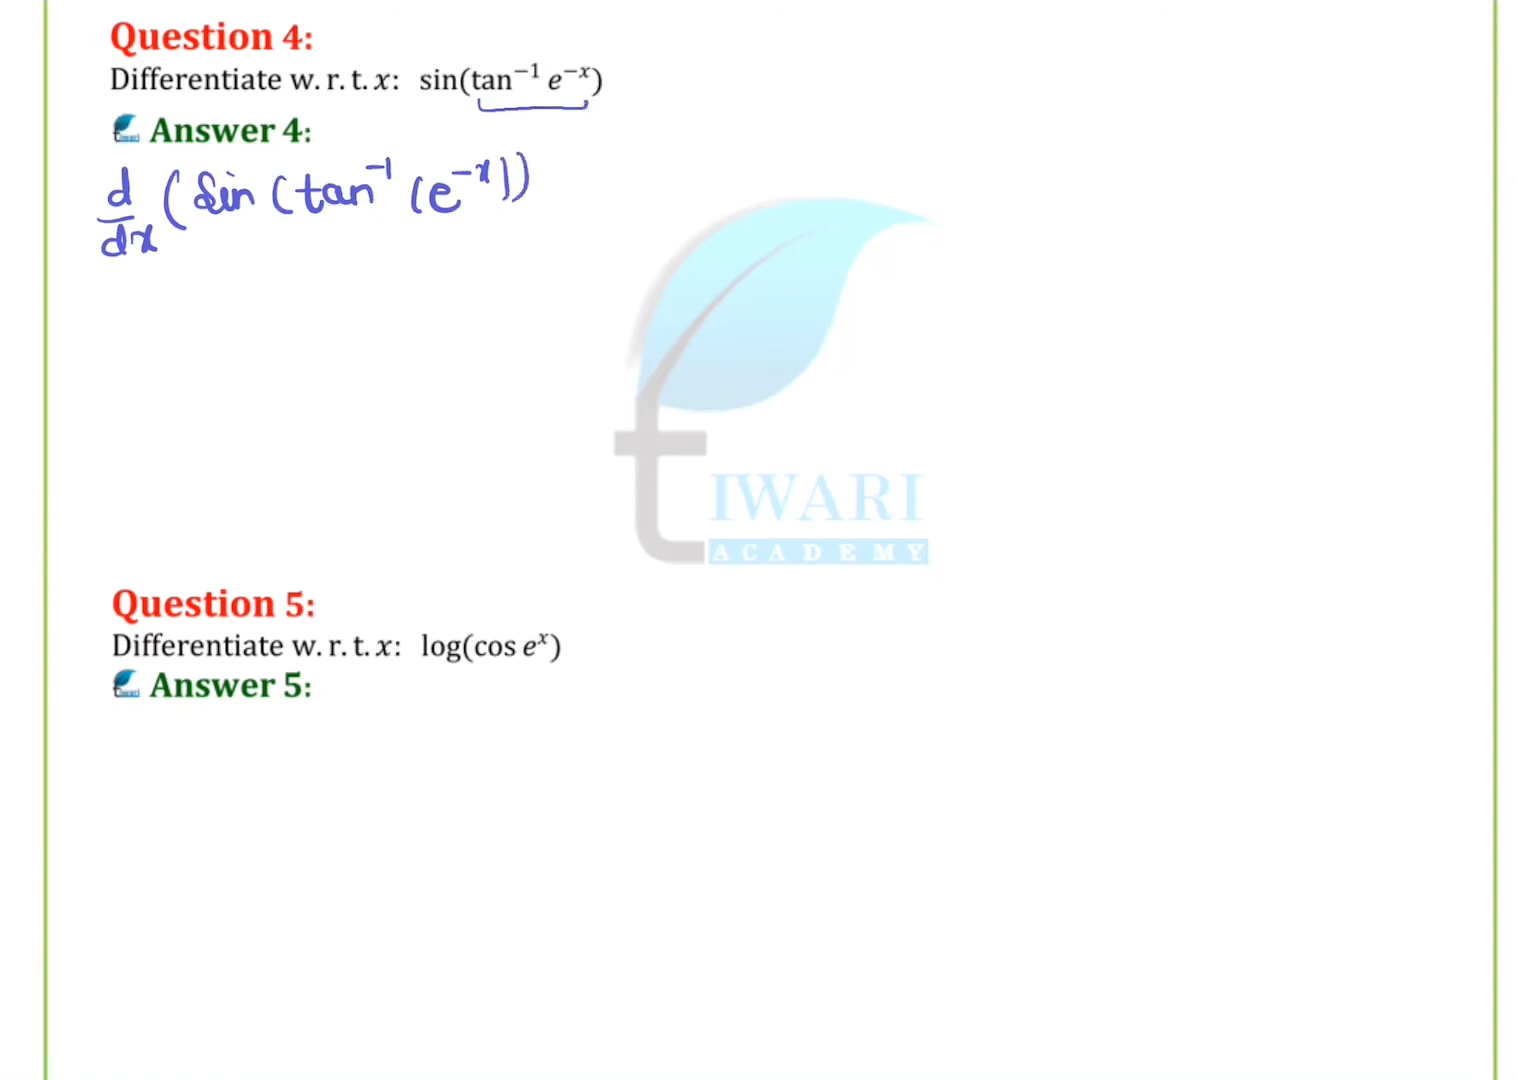 Question 4:
Differentiate w. r. t. x: sin(tan⁻¹ e⁻ˣ)
Answer 4:
d/dx (Sin (tan⁻¹ (e⁻ˣ)))
tIWARI
ACADEMY
Question 5:
Differentiate w. r. t. x: log(cos eˣ)
Answer 5: